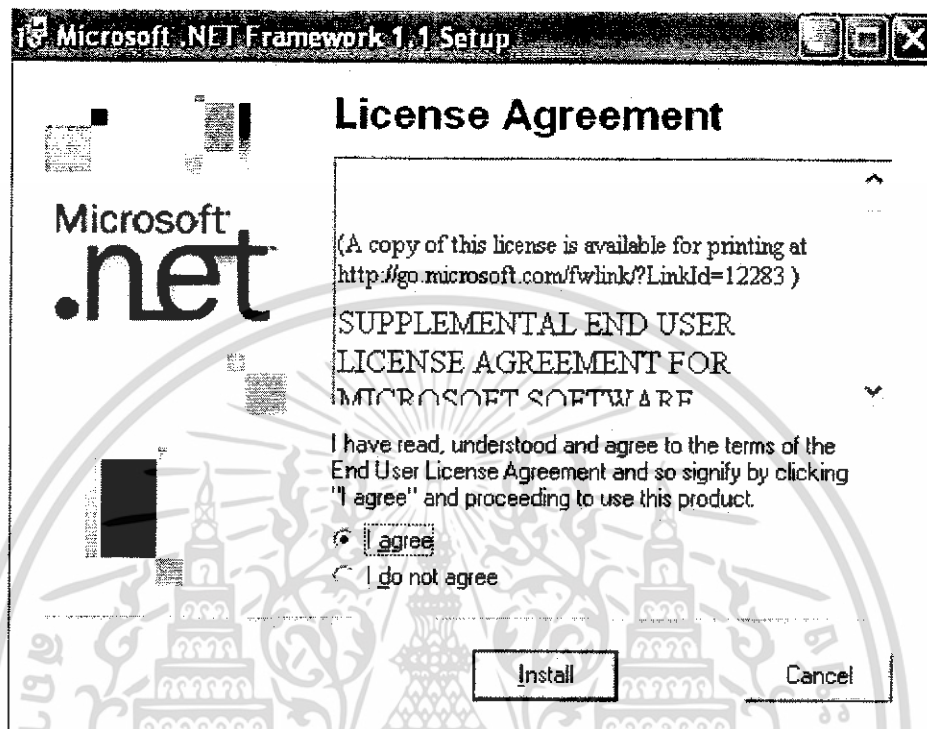 Microsoft .NET Framework 1.1 Setup
License Agreement
Microsoft
.net
(A copy of this license is available for printing at
http://go.microsoft.com/fwlink/?LinkId=12283 )
SUPPLEMENTAL END USER
LICENSE AGREEMENT FOR
MICROSOFT SOFTWARE
I have read, understood and agree to the terms of the
End User License Agreement and so signify by clicking
"I agree" and proceeding to use this product.
I agree
I do not agree
Install
Cancel